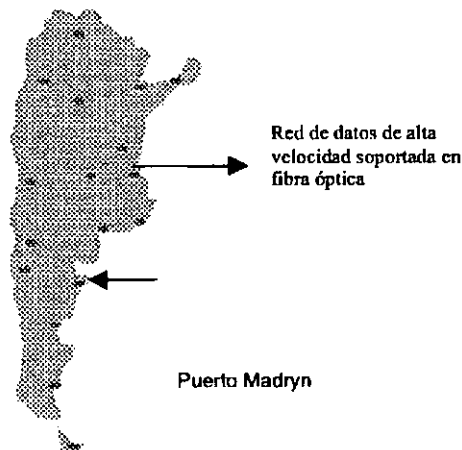 Red de datos de alta
velocidad soportada en
fibra óptica
Puerto Madryn